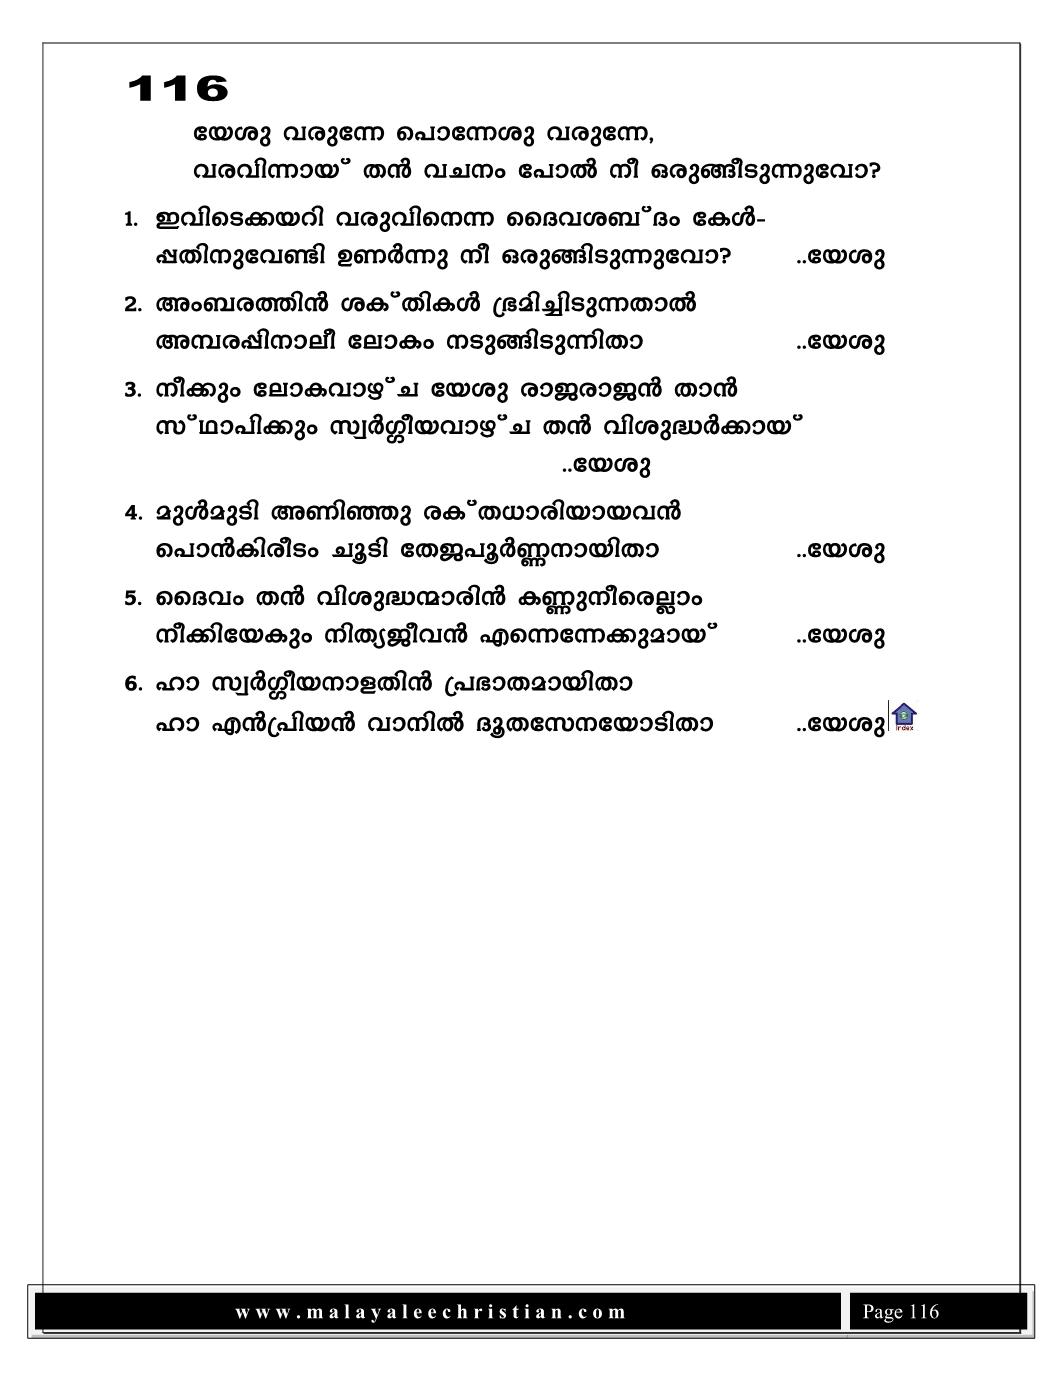 116
യേശു വരുന്നേ പൊന്നേശു വരുന്നേ,
വരവിന്നായ് തൻ വചനം പോൽ നീ ഒരുങ്ങീടുന്നുവോ?
1. ഇവിടെക്കയറി വരുവിനെന്ന ദൈവശബ്ദം കേൾ-
പ്പതിനുവേണ്ടി ഉണർന്നു നീ ഒരുങ്ങിടുന്നുവോ? ..യേശു
2. അംബരത്തിൻ ശക്തികൾ ഭ്രമിച്ചിടുന്നതാൽ
അമ്പരപ്പിനാലീ ലോകം നടുങ്ങിടുന്നിതാ ..യേശു
3. നീക്കും ലോകവാഴ്ച യേശു രാജരാജൻ താൻ
സ്ഥാപിക്കും സ്വർഗ്ഗീയവാഴ്ച തൻ വിശുദ്ധർക്കായ്
..യേശു
4. മുൾമുടി അണിഞ്ഞു രക്തധാരിയായവൻ
പൊൻകിരീടം ചൂടി തേജപൂർണ്ണനായിതാ ..യേശു
5. ദൈവം തൻ വിശുദ്ധന്മാരിൻ കണ്ണുനീരെല്ലാം
നീക്കിയേകും നിത്യജീവൻ എന്നെന്നേക്കുമായ് ..യേശു
6. ഹാ സ്വർഗ്ഗീയനാളതിൻ പ്രഭാതമായിതാ
ഹാ എൻപ്രിയൻ വാനിൽ ദൂതസേനയോടിതാ ..യേശു
Index
www.malayaleechristian.com Page 116